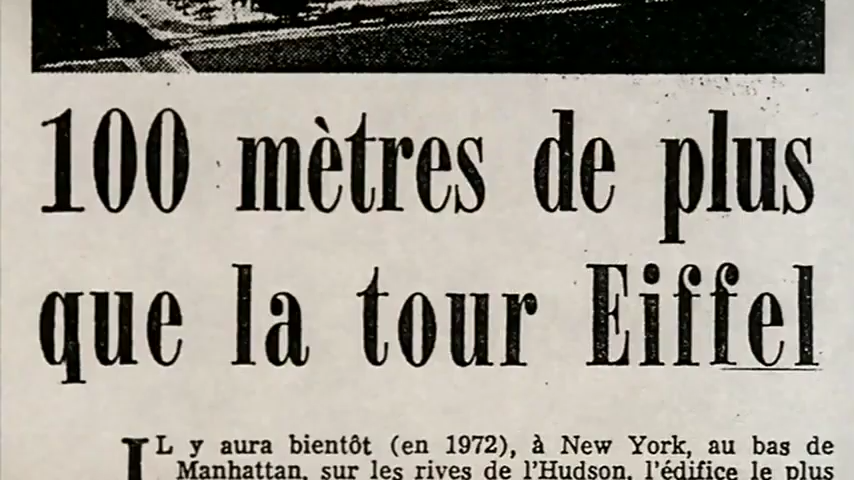 100 mètres de plus
que la tour Eiffel
IL y aura bientôt (en 1972), à New York, au bas de
Manhattan, sur les rives de l'Hudson, l'édifice le plus